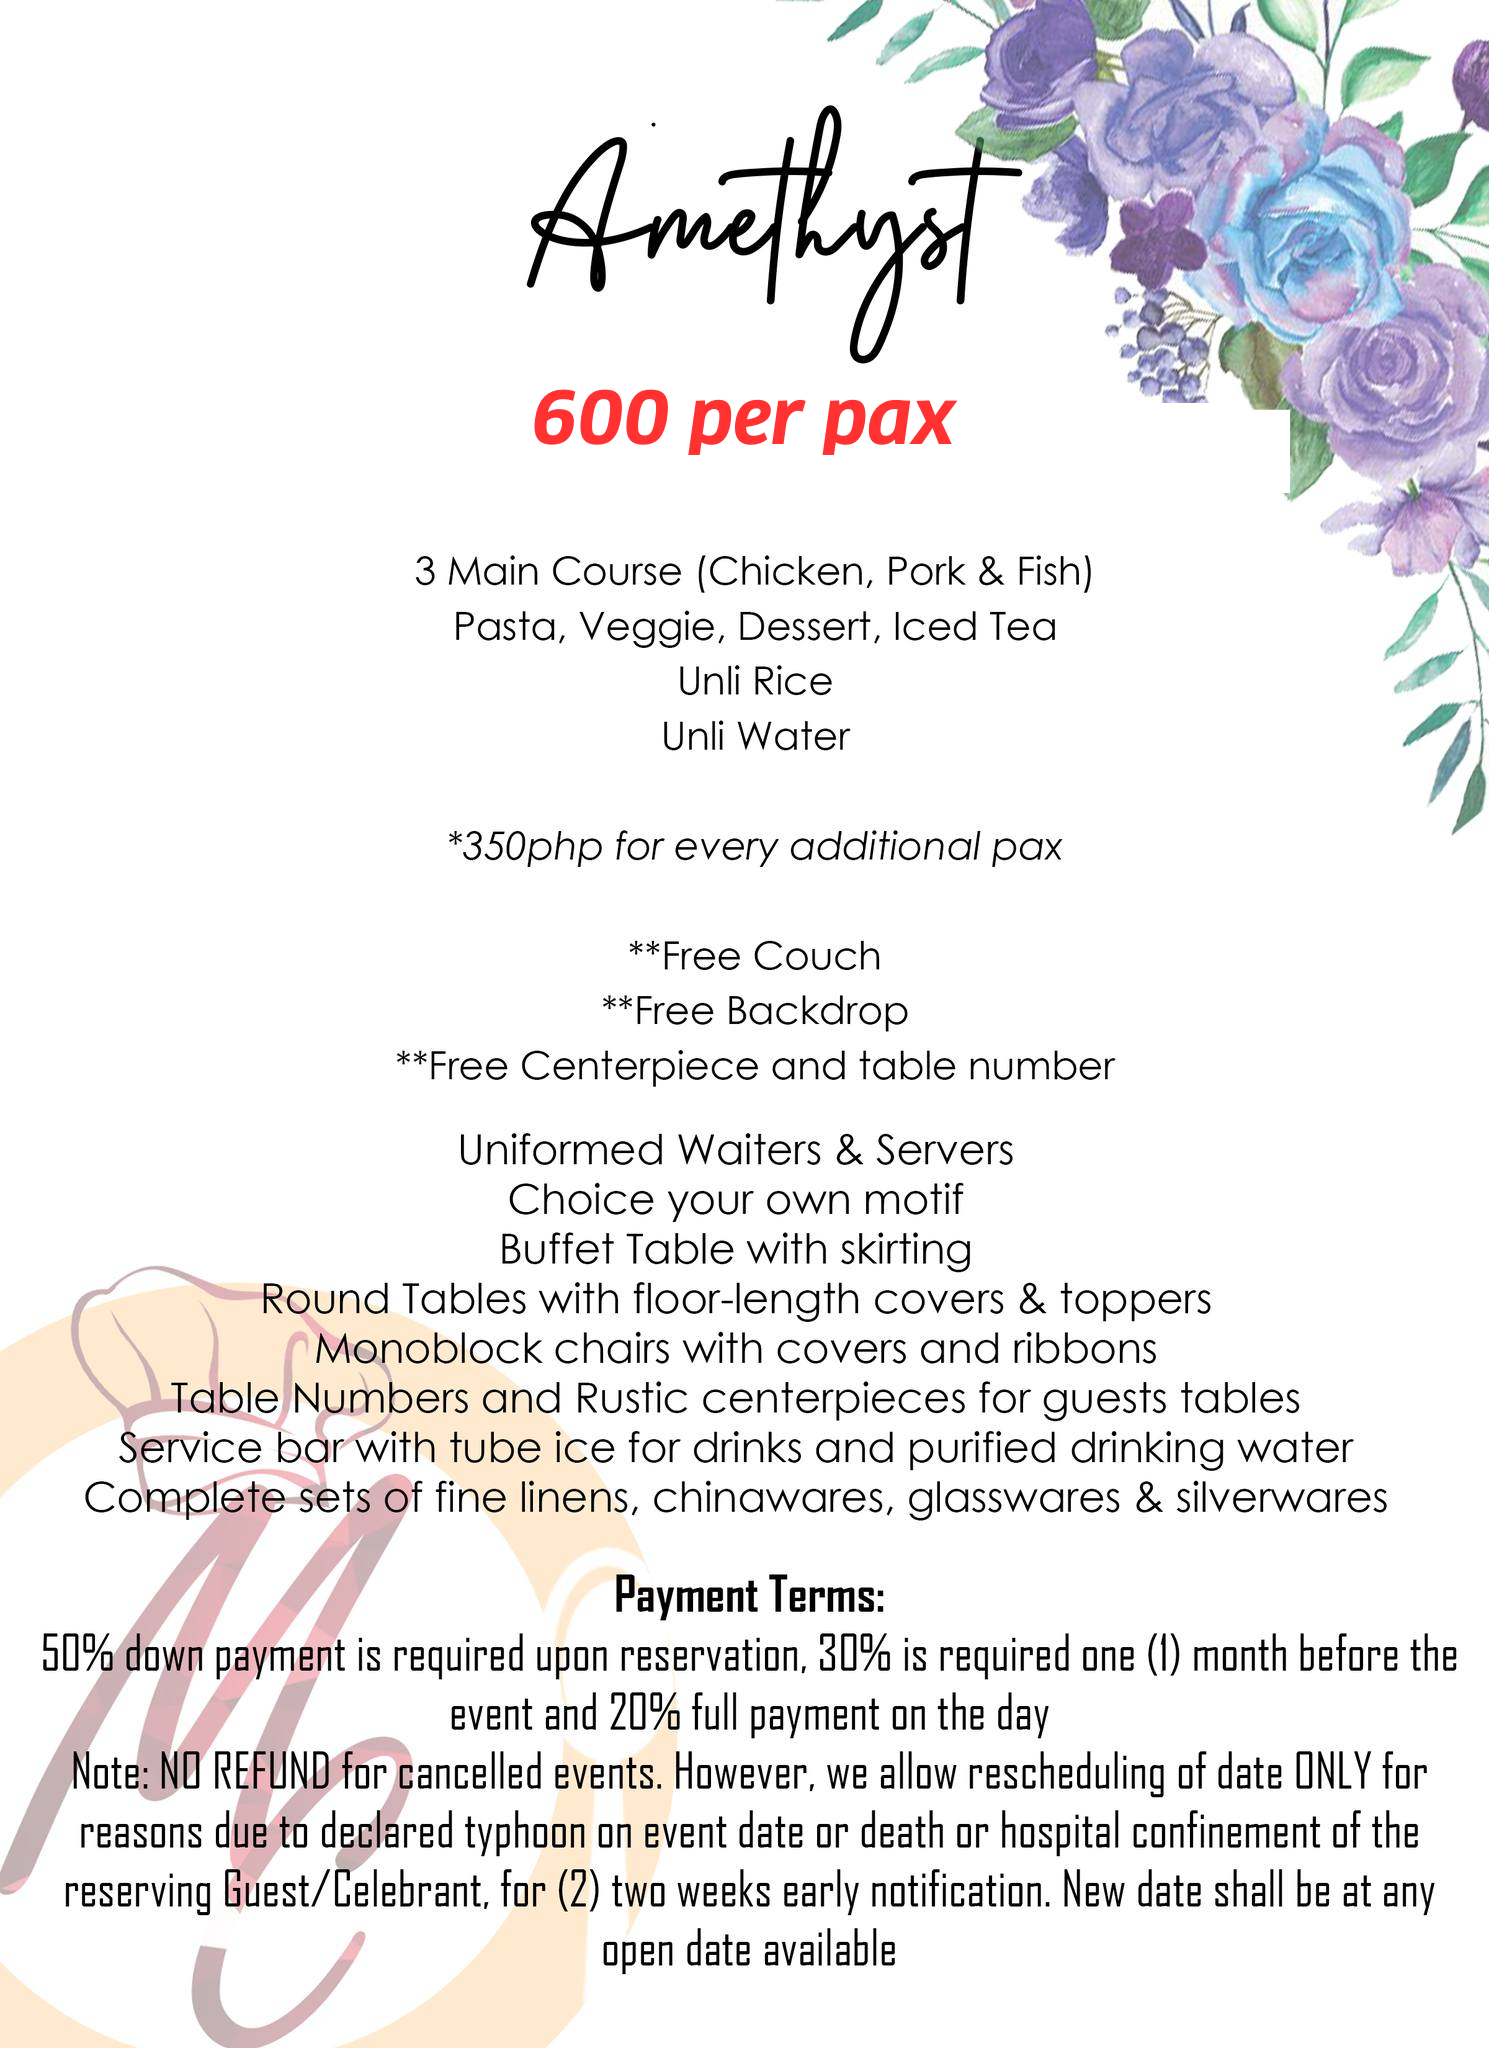 Amethyst
600 per pax
3 Main Course (Chicken, Pork & Fish)
Pasta, Veggie, Dessert, Iced Tea
Unli Rice
Unli Water
*350php for every additional pax
**Free Couch
**Free Backdrop
**Free Centerpiece and table number
Uniformed Waiters & Servers
Choice your own motif
Buffet Table with skirting
Round Tables with floor-length covers & toppers
Monoblock chairs with covers and ribbons
Table Numbers and Rustic centerpieces for guests tables
Service bar with tube ice for drinks and purified drinking water
Complete sets of fine linens, chinawares, glasswares & silverwares
Payment Terms:
50% down payment is required upon reservation, 30% is required one (1) month before the
event and 20% full payment on the day
Note: NO REFUND for cancelled events. However, we allow rescheduling of date ONLY for
reasons due to declared typhoon on event date or death or hospital confinement of the
reserving Guest/Celebrant, for (2) two weeks early notification. New date shall be at any
open date available